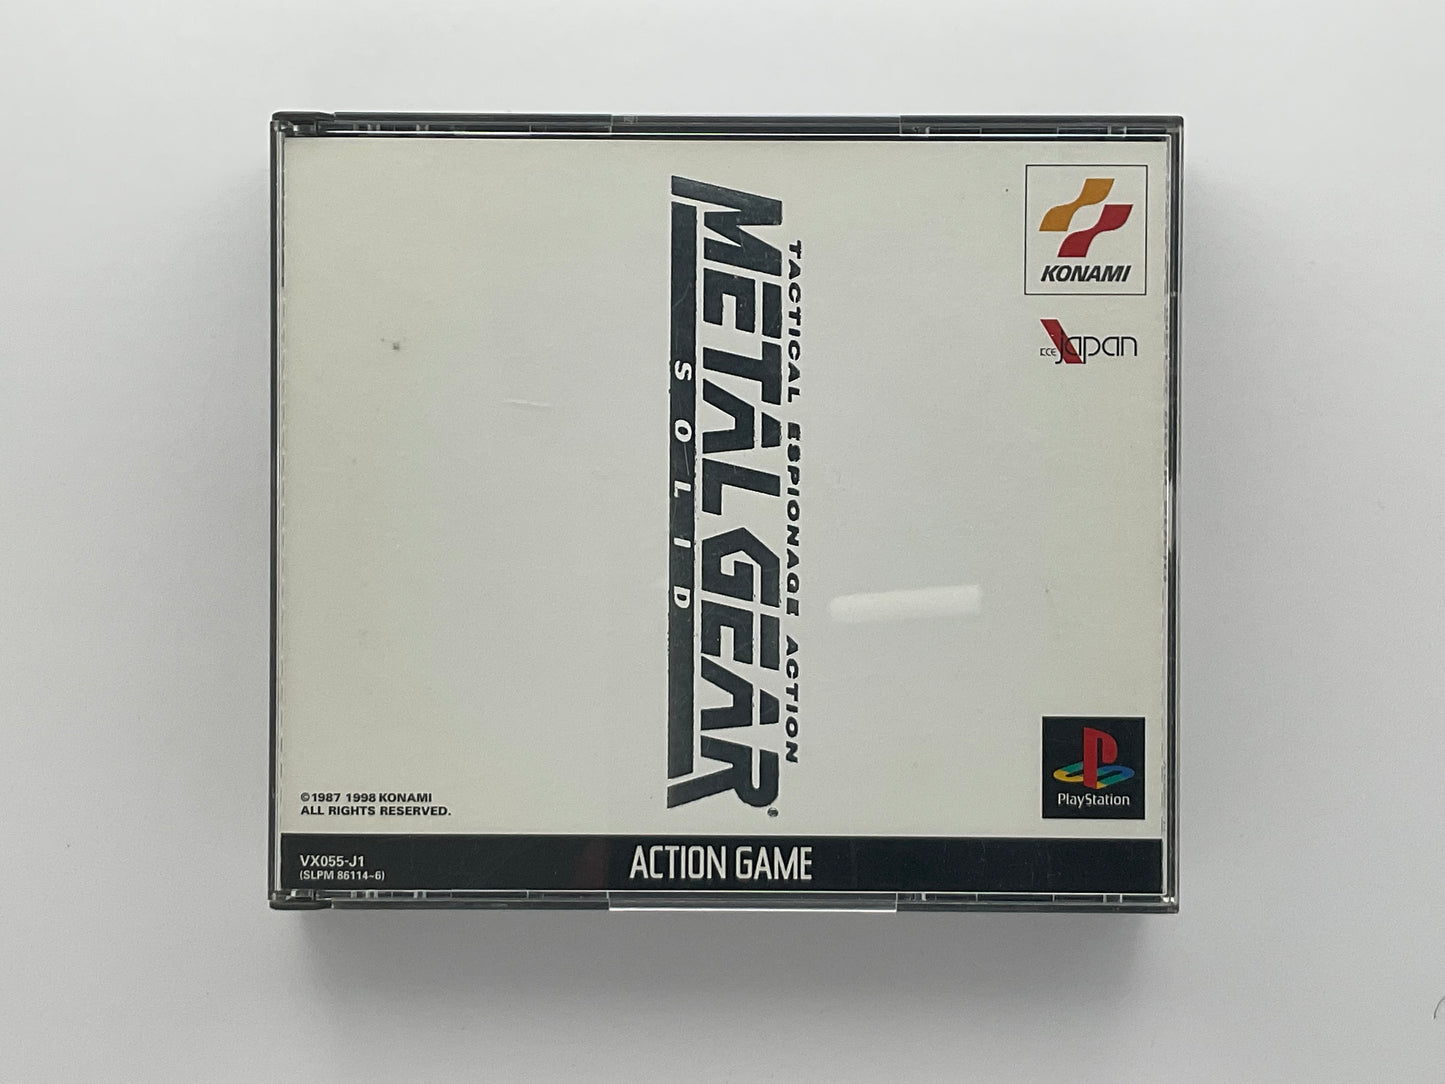 TACTICAL ESPIONAGE ACTION
METAL GEAR®
SOLID
KONAMI
KCE japan
PlayStation
©1987 1998 KONAMI
ALL RIGHTS RESERVED.
VX055-J1
(SLPM 86114~6)
ACTION GAME